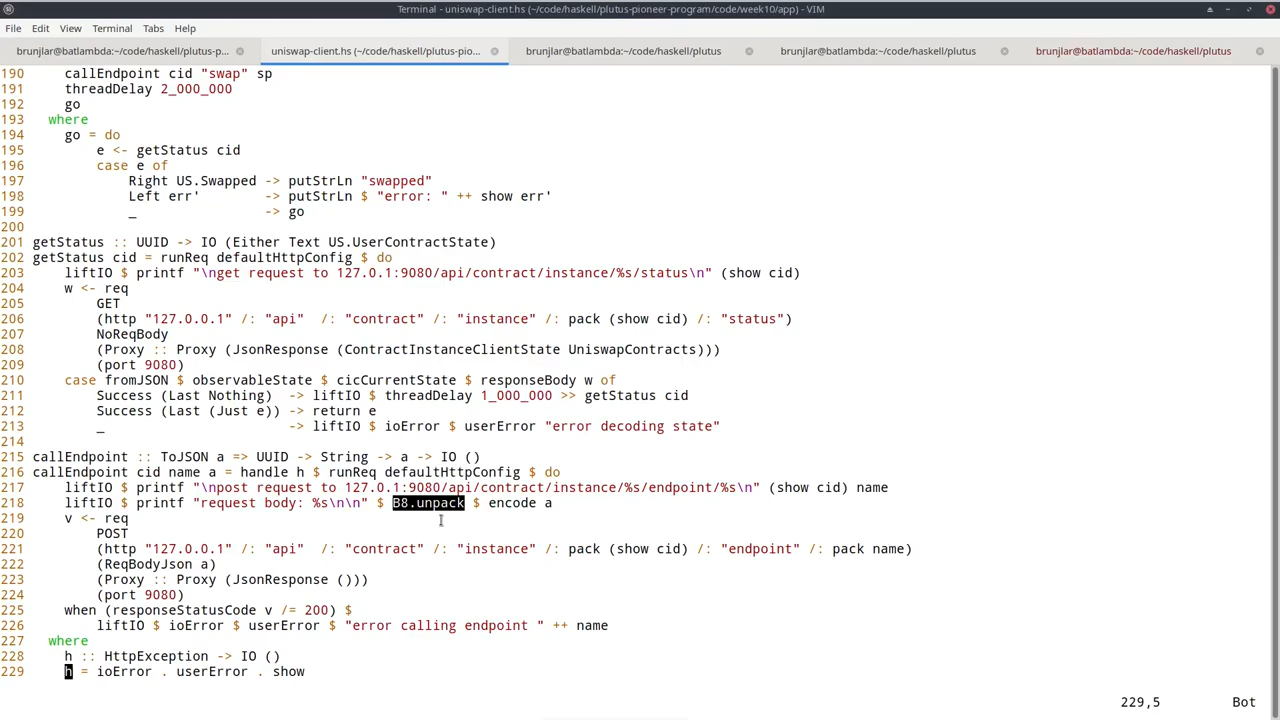 Terminal - uniswap-client.hs (~/code/haskell/plutus-pioneer-program/code/week10/app) - VIM
File Edit View Terminal Tabs Help
brunjlar@batlambda:~/code/haskell/plutus-p... uniswap-client.hs (~/code/haskell/plutus-pio... brunjlar@batlambda:~/code/haskell/plutus brunjlar@batlambda:~/code/haskell/plutus brunjlar@batlambda:~/code/haskell/plutus
190     callEndpoint cid "swap" sp
191     threadDelay 2_000_000
192     go
193   where
194     go = do
195         e <- getStatus cid
196         case e of
197             Right US.Swapped -> putStrLn "swapped"
198             Left err'        -> putStrLn $ "error: " ++ show err'
199             _                -> go
200
201 getStatus :: UUID -> IO (Either Text US.UserContractState)
202 getStatus cid = runReq defaultHttpConfig $ do
203     liftIO $ printf "\nget request to 127.0.1:9080/api/contract/instance/%s/status\n" (show cid)
204     w <- req
205         GET
206         (http "127.0.0.1" /: "api"  /: "contract" /: "instance" /: pack (show cid) /: "status")
207         NoReqBody
208         (Proxy :: Proxy (JsonResponse (ContractInstanceClientState UniswapContracts)))
209         (port 9080)
210     case fromJSON $ observableState $ cicCurrentState $ responseBody w of
211         Success (Last Nothing)  -> liftIO $ threadDelay 1_000_000 >> getStatus cid
212         Success (Last (Just e)) -> return e
213         _                       -> liftIO $ ioError $ userError "error decoding state"
214
215 callEndpoint :: ToJSON a => UUID -> String -> a -> IO ()
216 callEndpoint cid name a = handle h $ runReq defaultHttpConfig $ do
217     liftIO $ printf "\npost request to 127.0.1:9080/api/contract/instance/%s/endpoint/%s\n" (show cid) name
218     liftIO $ printf "request body: %s\n\n" $ B8.unpack $ encode a
219     v <- req
220         POST
221         (http "127.0.0.1" /: "api"  /: "contract" /: "instance" /: pack (show cid) /: "endpoint" /: pack name)
222         (ReqBodyJson a)
223         (Proxy :: Proxy (JsonResponse ()))
224         (port 9080)
225     when (responseStatusCode v /= 200) $
226         liftIO $ ioError $ userError $ "error calling endpoint " ++ name
227   where
228     h :: HttpException -> IO ()
229     h = ioError . userError . show
229,5 Bot